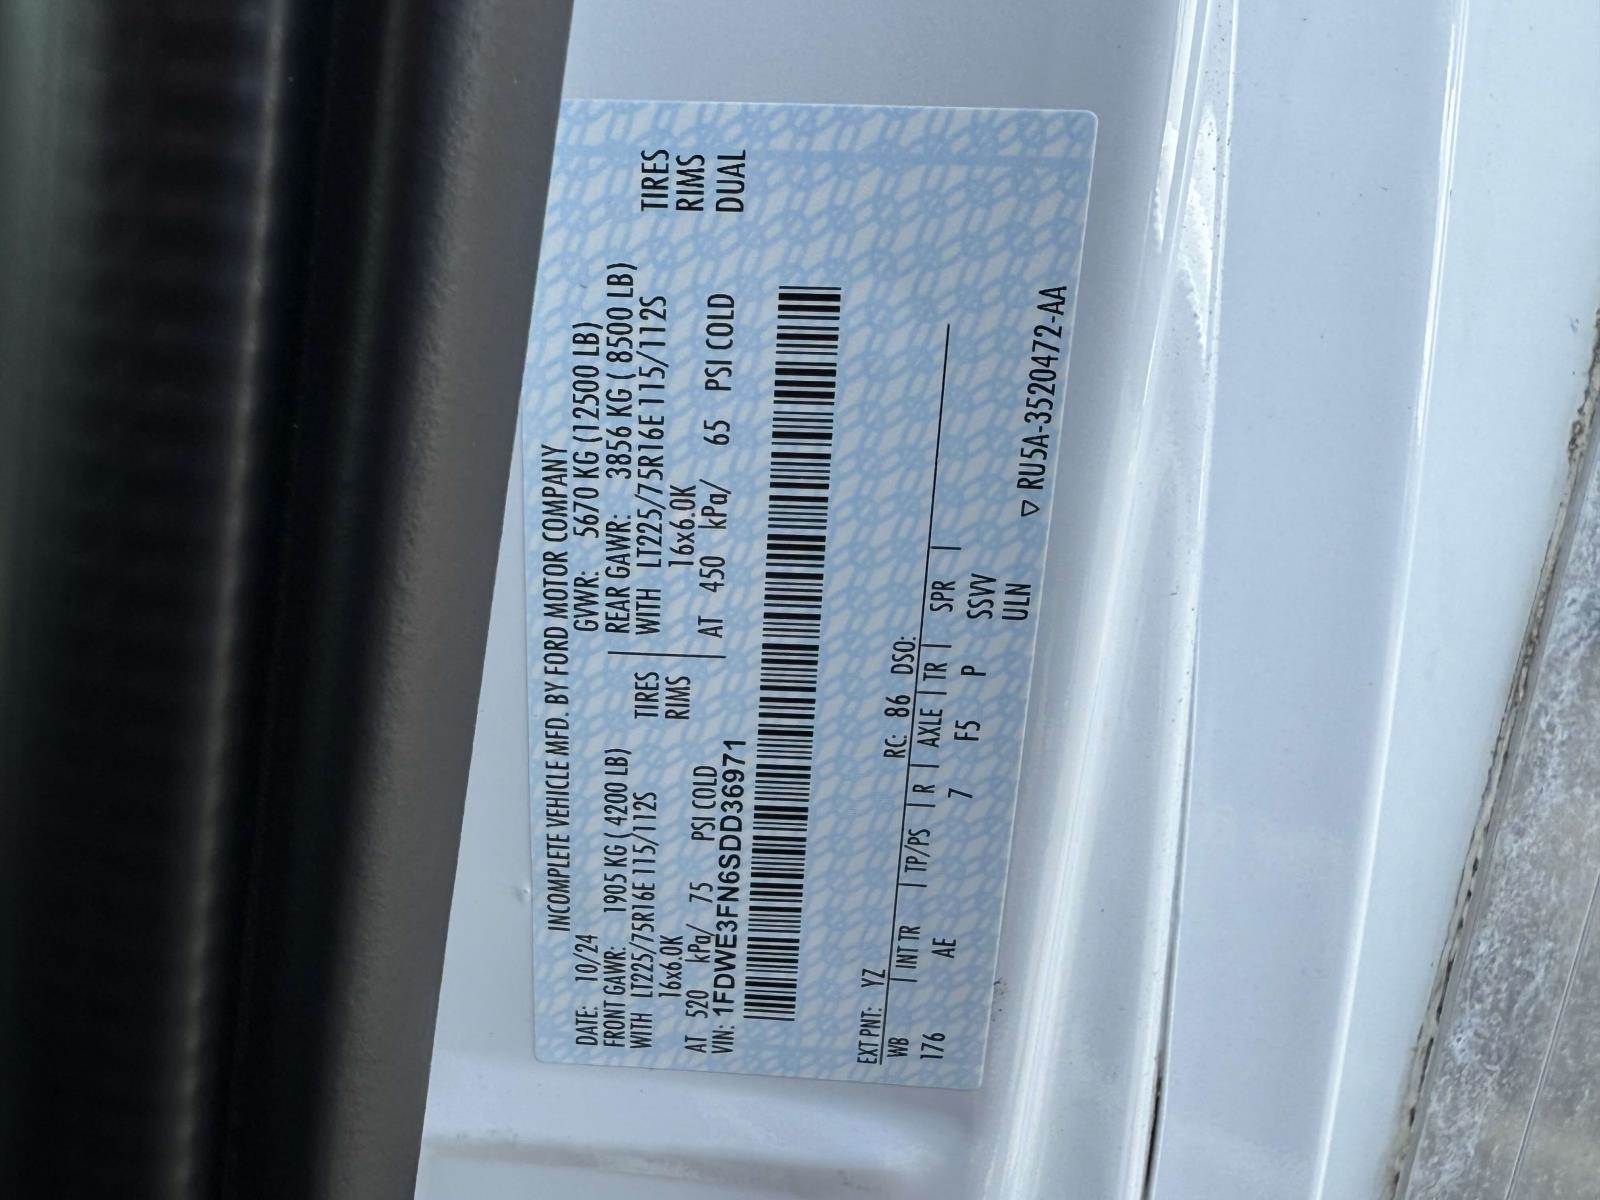 INCOMPLETE VEHICLE MFD. BY FORD MOTOR COMPANY
DATE: 10/24 GVWR: 5670 KG (12500 LB)
FRONT GAWR: 1905 KG ( 4200 LB) REAR GAWR: 3856 KG ( 8500 LB)
WITH LT225/75R16E 115/112S TIRES WITH LT225/75R16E 115/112S TIRES
16x6.0K RIMS 16x6.0K RIMS
AT 520 kPa/ 75 PSI COLD AT 450 kPa/ 65 PSI COLD DUAL
VIN: 1FDWE3FN6SDD36971
EXT PNT: YZ RC: 86 DSO:
WB | INT TR | TP/PS | R | AXLE | TR | SPR |
176 AE 7 F5 P SSVV
ULN
▽ RU5A-3520472-AA